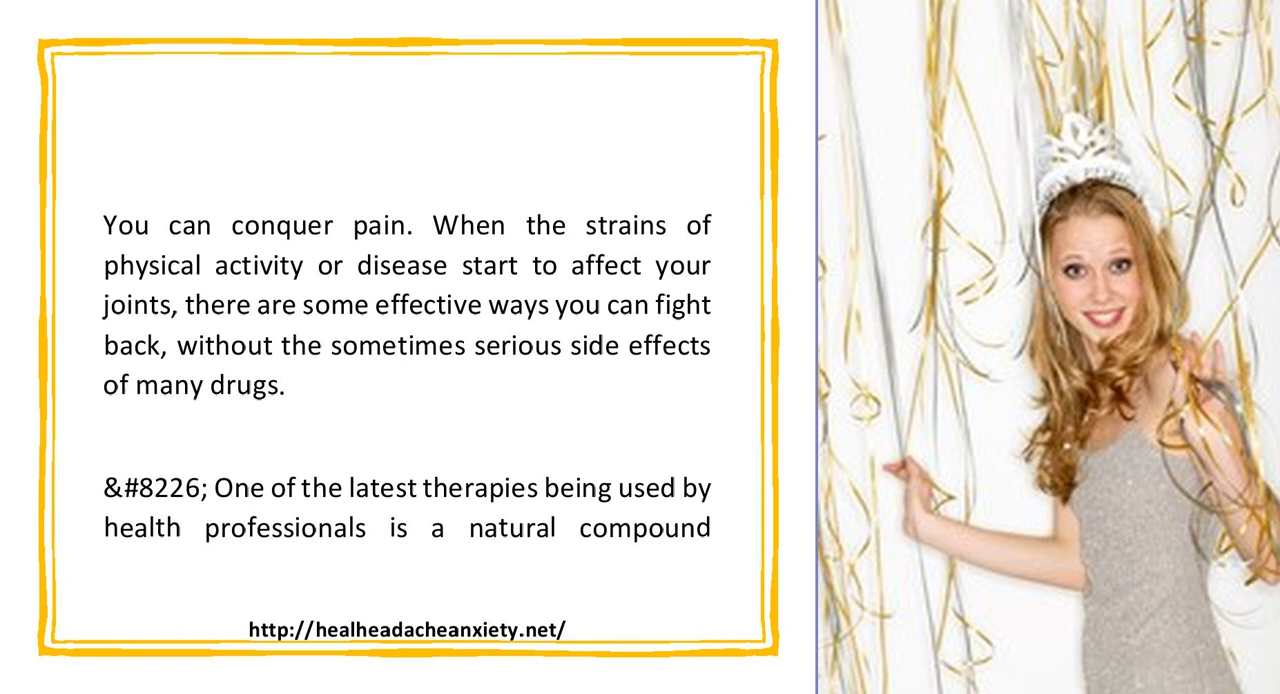 You can conquer pain. When the strains of
physical activity or disease start to affect your
joints, there are some effective ways you can fight
back, without the sometimes serious side effects
of many drugs.
&#8226; One of the latest therapies being used by
health professionals is a natural compound
http://healheadacheanxiety.net/